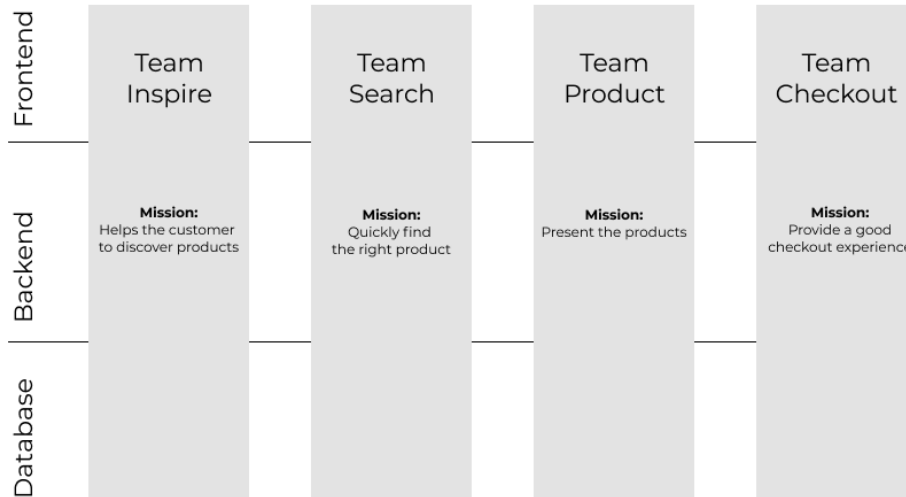 Frontend
Team
Inspire
Team
Search
Team
Product
Team
Checkout
Backend
Mission:
Helps the customer
to discover products
Mission:
Quickly find
the right product
Mission:
Present the products
Mission:
Provide a good
checkout experience
Database